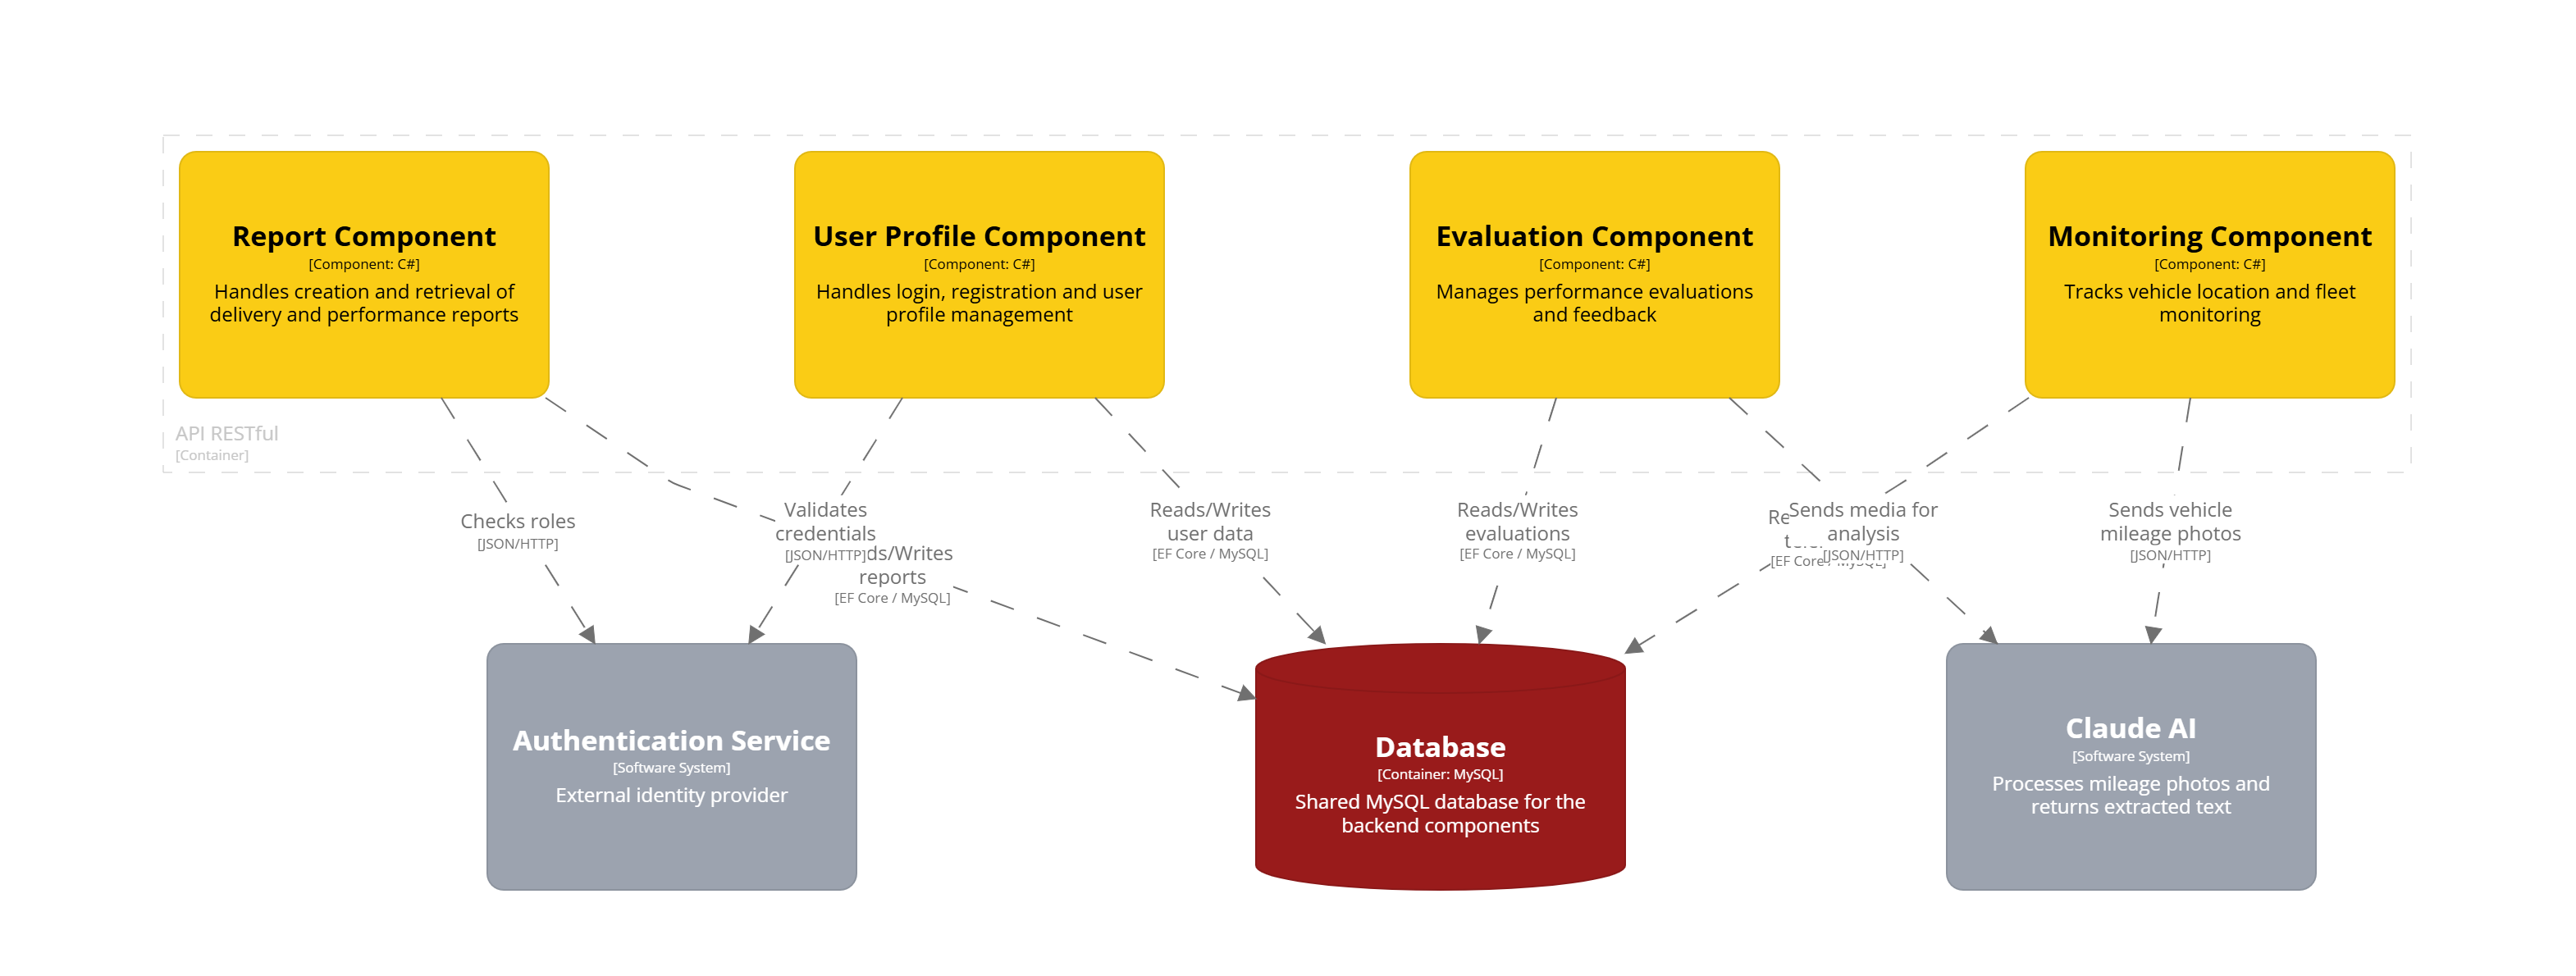 Report Component
[Component: C#]
Handles creation and retrieval of
delivery and performance reports
User Profile Component
[Component: C#]
Handles login, registration and user
profile management
Evaluation Component
[Component: C#]
Manages performance evaluations
and feedback
Monitoring Component
[Component: C#]
Tracks vehicle location and fleet
monitoring
API RESTful
[Container]
Checks roles
[JSON/HTTP]
Validates
credentials
[JSON/HTTP]
ds/Writes
reports
[EF Core / MySQL]
Reads/Writes
user data
[EF Core / MySQL]
Reads/Writes
evaluations
[EF Core / MySQL]
Sends media for
analysis
[JSON/HTTP]
[EF Core / MySQL]
Sends vehicle
mileage photos
[JSON/HTTP]
Authentication Service
[Software System]
External identity provider
Database
[Container: MySQL]
Shared MySQL database for the
backend components
Claude AI
[Software System]
Processes mileage photos and
returns extracted text